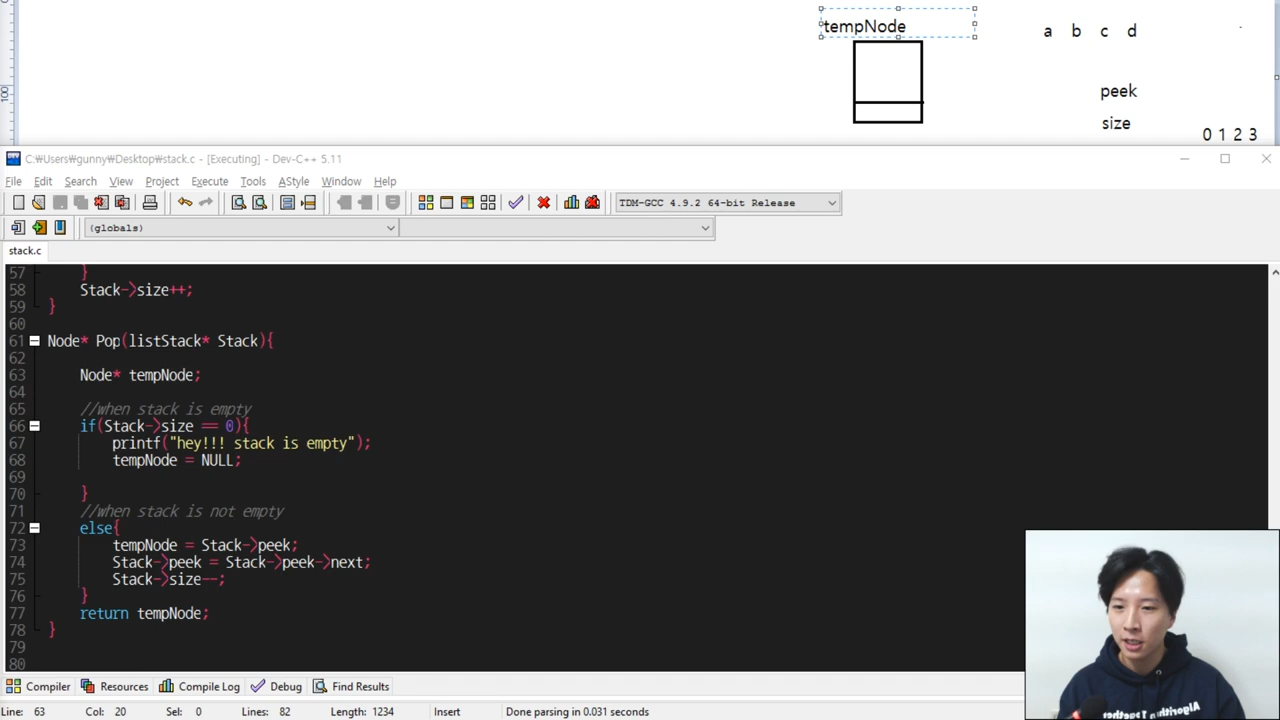 tempNode
a b c d
peek
size
0 1 2 3
100
C:₩Users₩gunny₩Desktop₩stack.c - [Executing] - Dev-C++ 5.11
File Edit Search View Project Execute Tools AStyle Window Help
TDM-GCC 4.9.2 64-bit Release
(globals)
stack.c
57 }
58 Stack->size++;
59 }
60
61 Node* Pop(listStack* Stack){
62
63 Node* tempNode;
64
65 //when stack is empty
66 if(Stack->size == 0){
67 printf("hey!!! stack is empty");
68 tempNode = NULL;
69
70 }
71 //when stack is not empty
72 else{
73 tempNode = Stack->peek;
74 Stack->peek = Stack->peek->next;
75 Stack->size--;
76 }
77 return tempNode;
78 }
79
80
Compiler Resources Compile Log Debug Find Results
Line: 63 Col: 20 Sel: 0 Lines: 82 Length: 1234 Insert Done parsing in 0.031 seconds